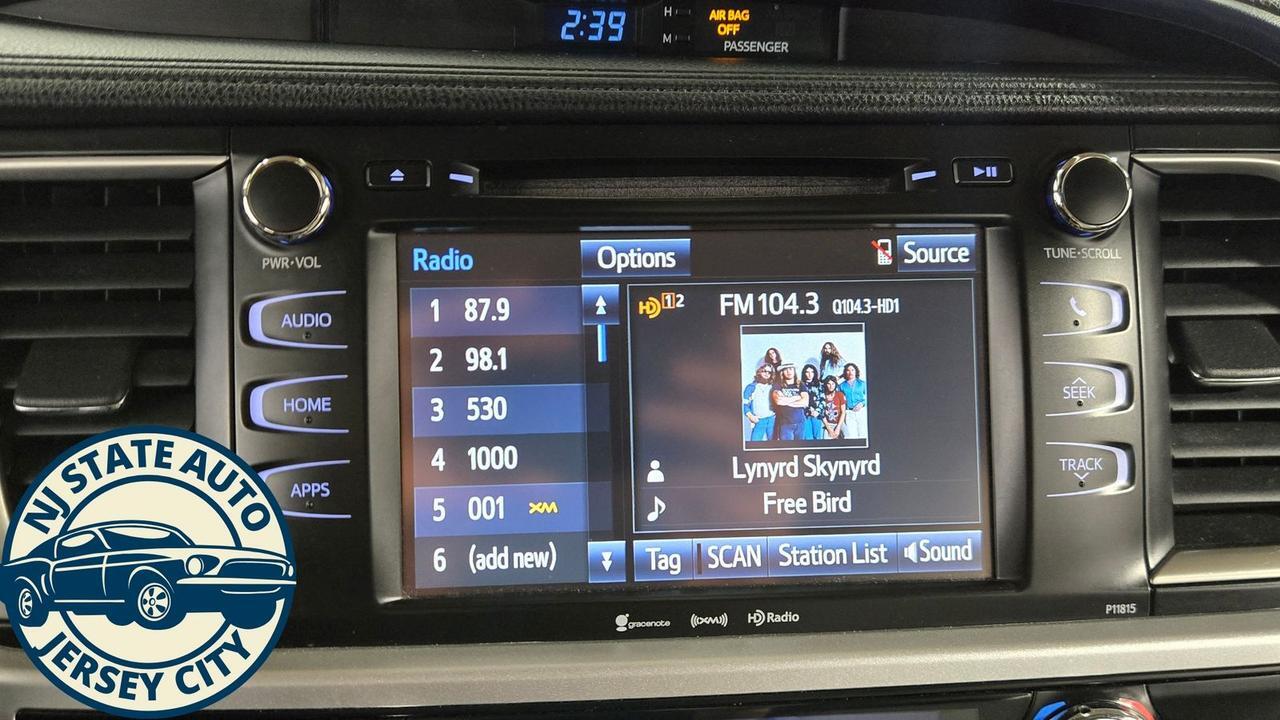 2:39
H
M
AIR BAG
OFF
PASSENGER
PWR·VOL
AUDIO
HOME
APPS
Radio
Options
Source
1 87.9
2 98.1
3 530
4 1000
5 001 XM
6 (add new)
HD 1 2
FM 104.3 Q104.3-HD1
Lynyrd Skynyrd
Free Bird
Tag
SCAN
Station List
Sound
TUNE·SCROLL
SEEK
TRACK
P11815
gracenote
((XM))
HD Radio
NJ STATE AUTO
JERSEY CITY